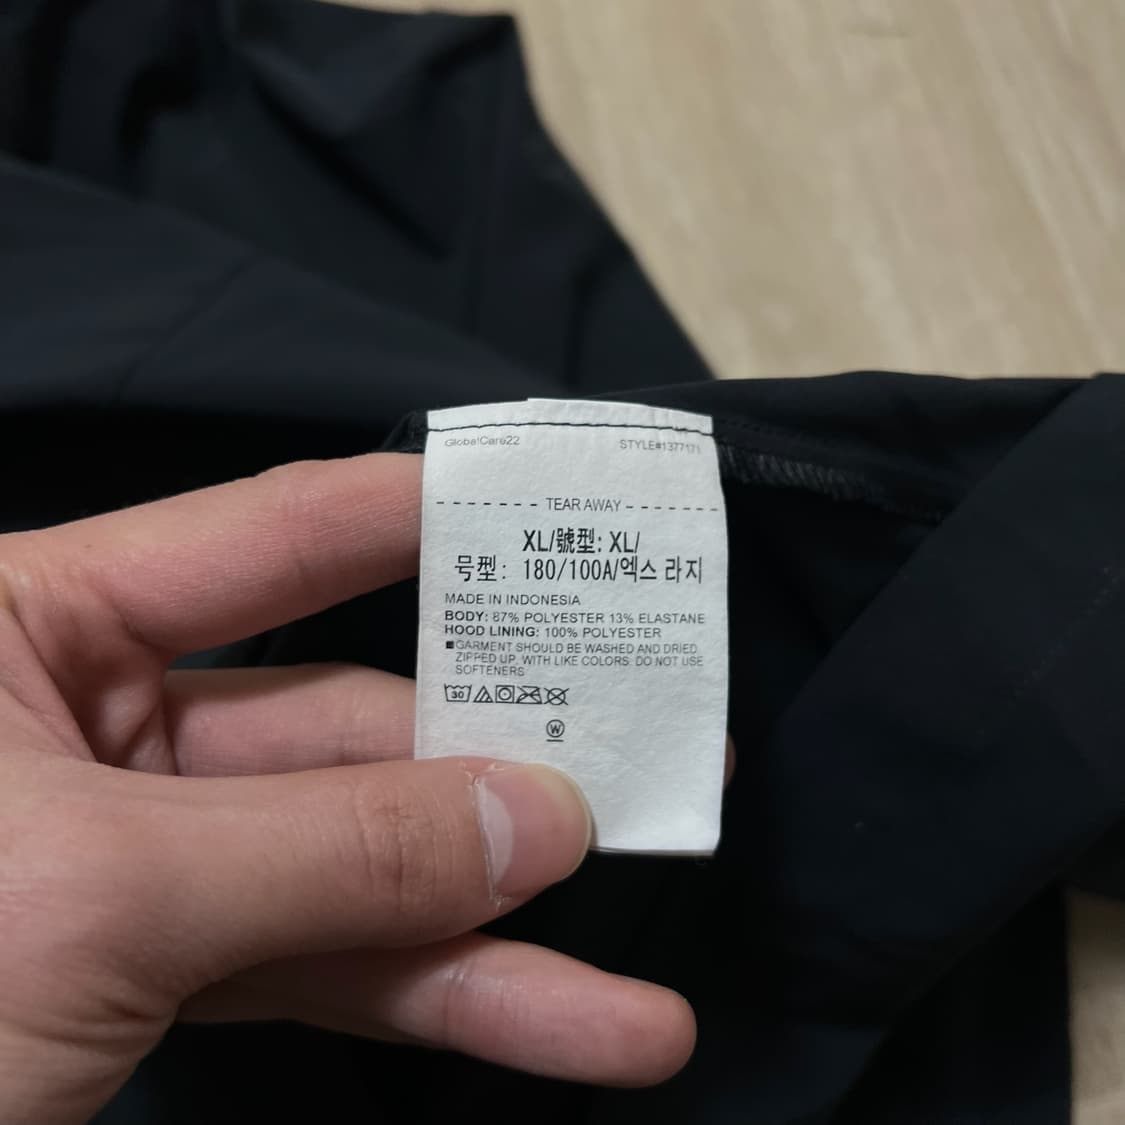 GlobalCare22 STYLE#1377171
TEAR AWAY
XL/號型: XL/
号型: 180/100A/엑스 라지
MADE IN INDONESIA
BODY: 87% POLYESTER 13% ELASTANE
HOOD LINING: 100% POLYESTER
■GARMENT SHOULD BE WASHED AND DRIED
ZIPPED UP, WITH LIKE COLORS. DO NOT USE
SOFTENERS
30
W